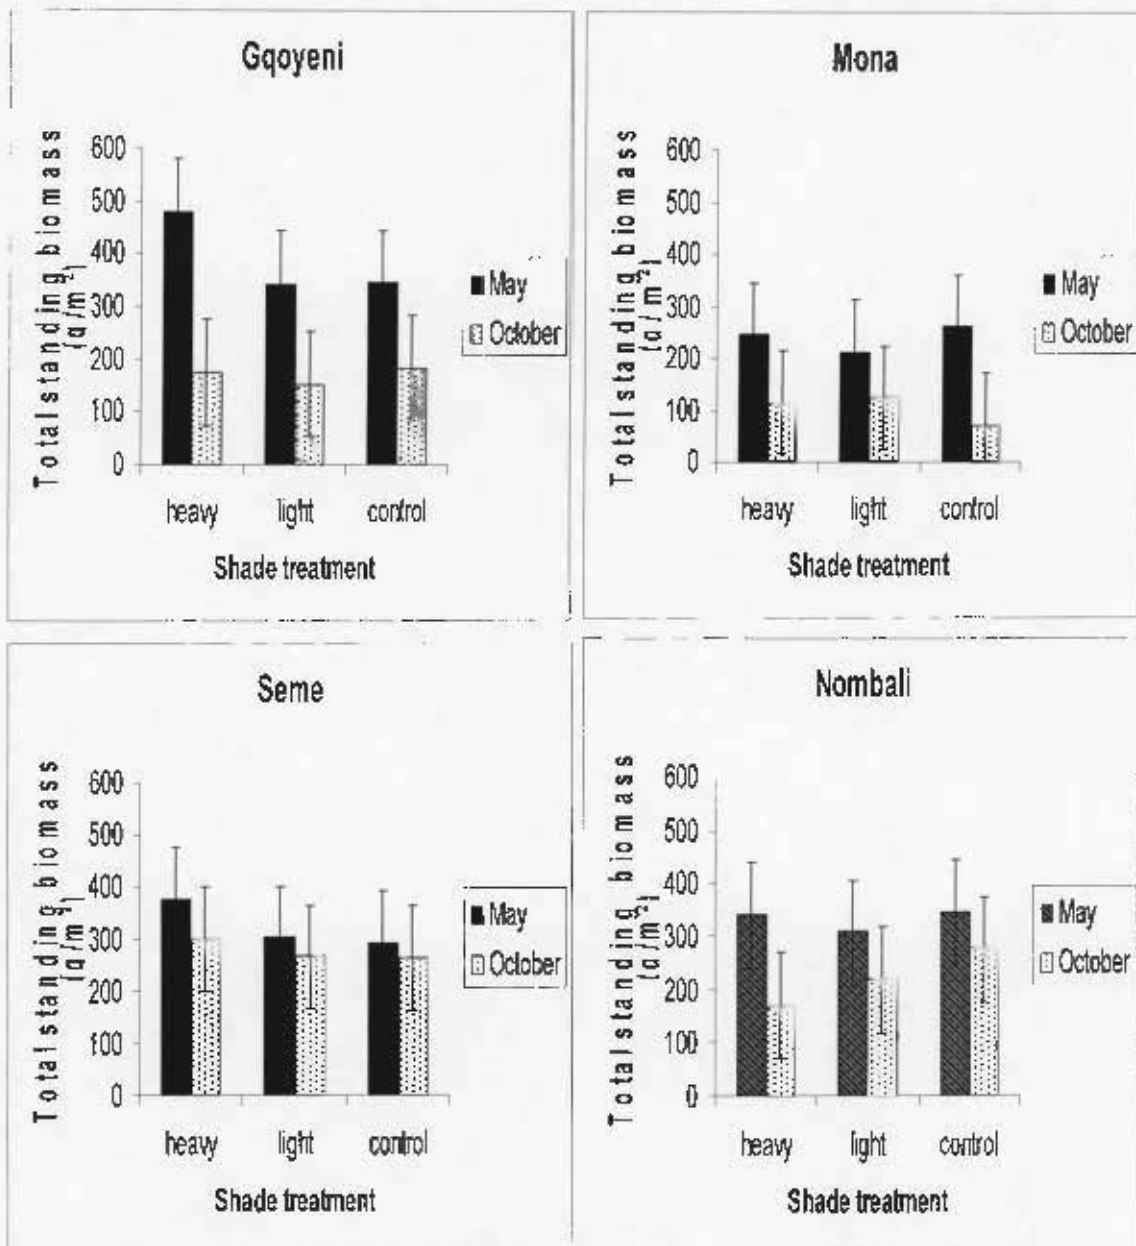 Gqoyeni
Total standing biomass
(g/m²)
600
500
400
300
200
100
0
heavy light control
Shade treatment
May
October
Mona
Total standing biomass
(g/m²)
600
500
400
300
200
100
0
heavy light control
Shade treatment
May
October
Seme
Total standing biomass
(g/m²)
600
500
400
300
200
100
0
heavy light control
Shade treatment
May
October
Nombali
Total standing biomass
(g/m²)
600
500
400
300
200
100
0
heavy light control
Shade treatment
May
October